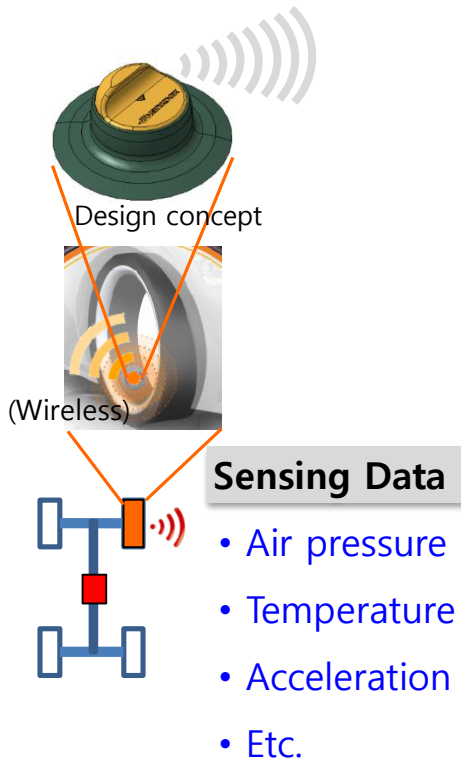 Design concept
(Wireless)
Sensing Data
• Air pressure
• Temperature
• Acceleration
• Etc.